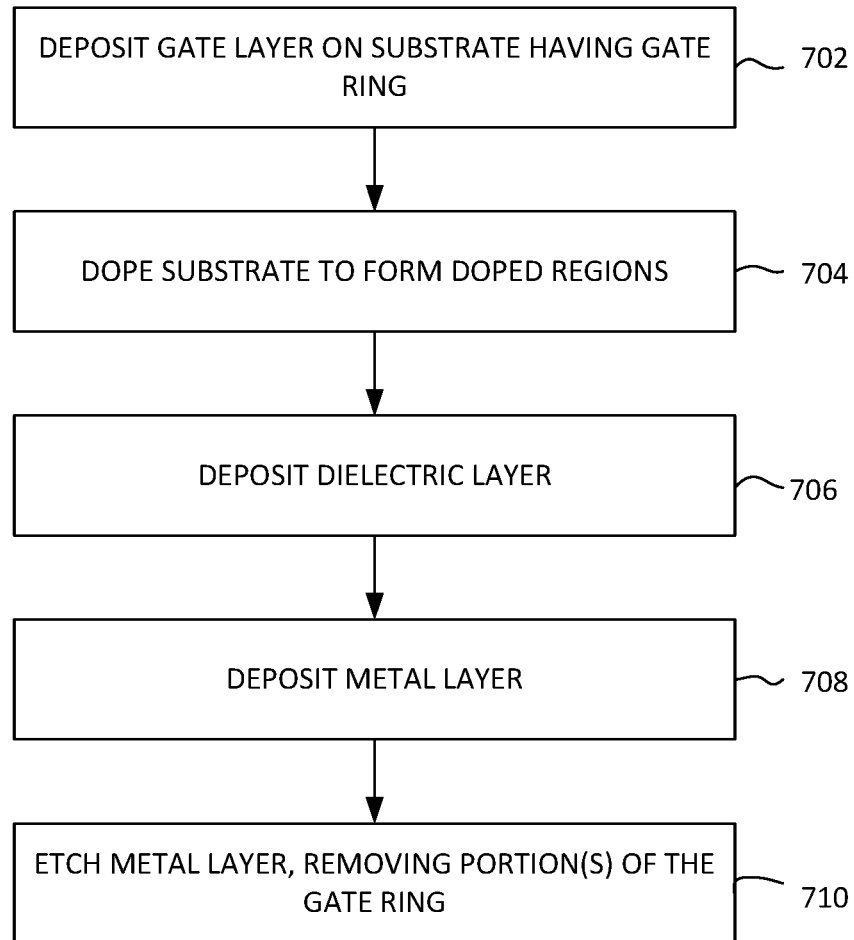 DEPOSIT GATE LAYER ON SUBSTRATE HAVING GATE
RING
702
DOPE SUBSTRATE TO FORM DOPED REGIONS
704
DEPOSIT DIELECTRIC LAYER
706
DEPOSIT METAL LAYER
708
ETCH METAL LAYER, REMOVING PORTION(S) OF THE
GATE RING
710